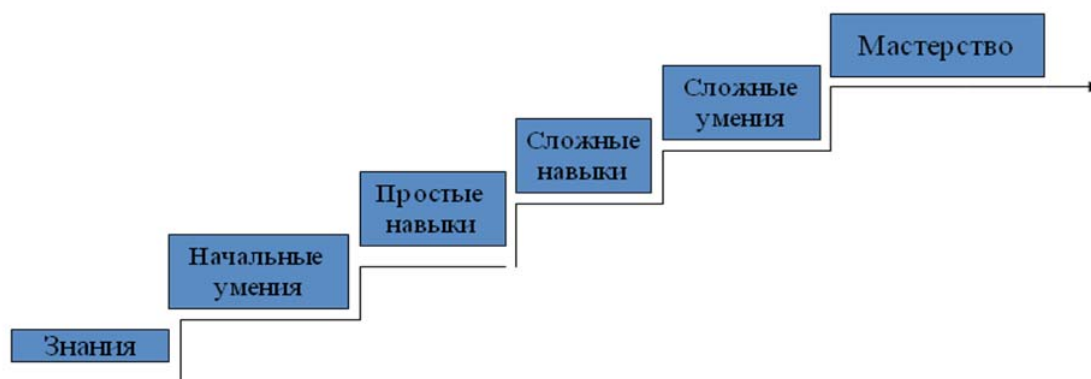 Мастерство
Сложные
умения
Сложные
навыки
Простые
навыки
Начальные
умения
Знания